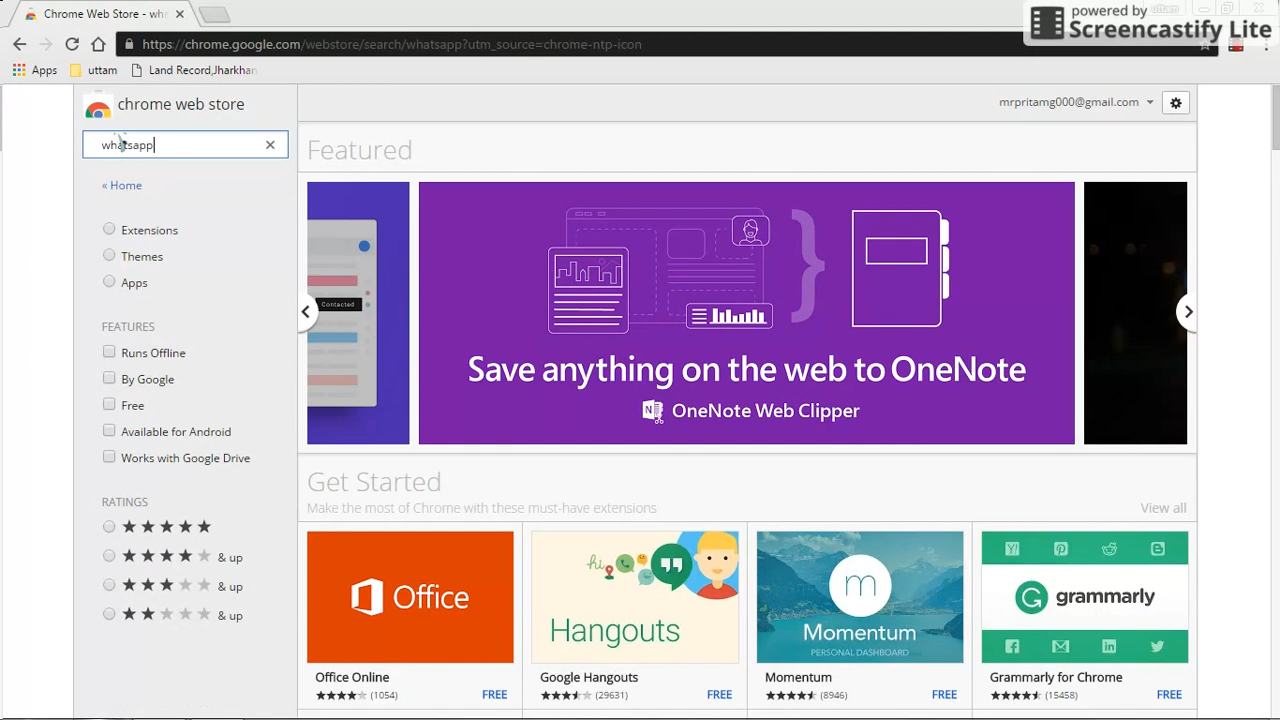 Chrome Web Store - wha
uttam
powered by
Screencastify Lite
https://chrome.google.com/webstore/search/whatsapp?utm_source=chrome-ntp-icon
Apps
uttam
Land Record,Jharkhan
chrome web store
mrpritamg000@gmail.com
whatsapp
« Home
Extensions
Themes
Apps
FEATURES
Runs Offline
By Google
Free
Available for Android
Works with Google Drive
RATINGS
& up
& up
& up
Featured
Contacted
Save anything on the web to OneNote
OneNote Web Clipper
Get Started
Make the most of Chrome with these must-have extensions
View all
Office
hi
Hangouts
m
Momentum
PERSONAL DASHBOARD
G grammarly
Office Online
(1054)
FREE
Google Hangouts
(29631)
FREE
Momentum
(8946)
FREE
Grammarly for Chrome
(15458)
FREE